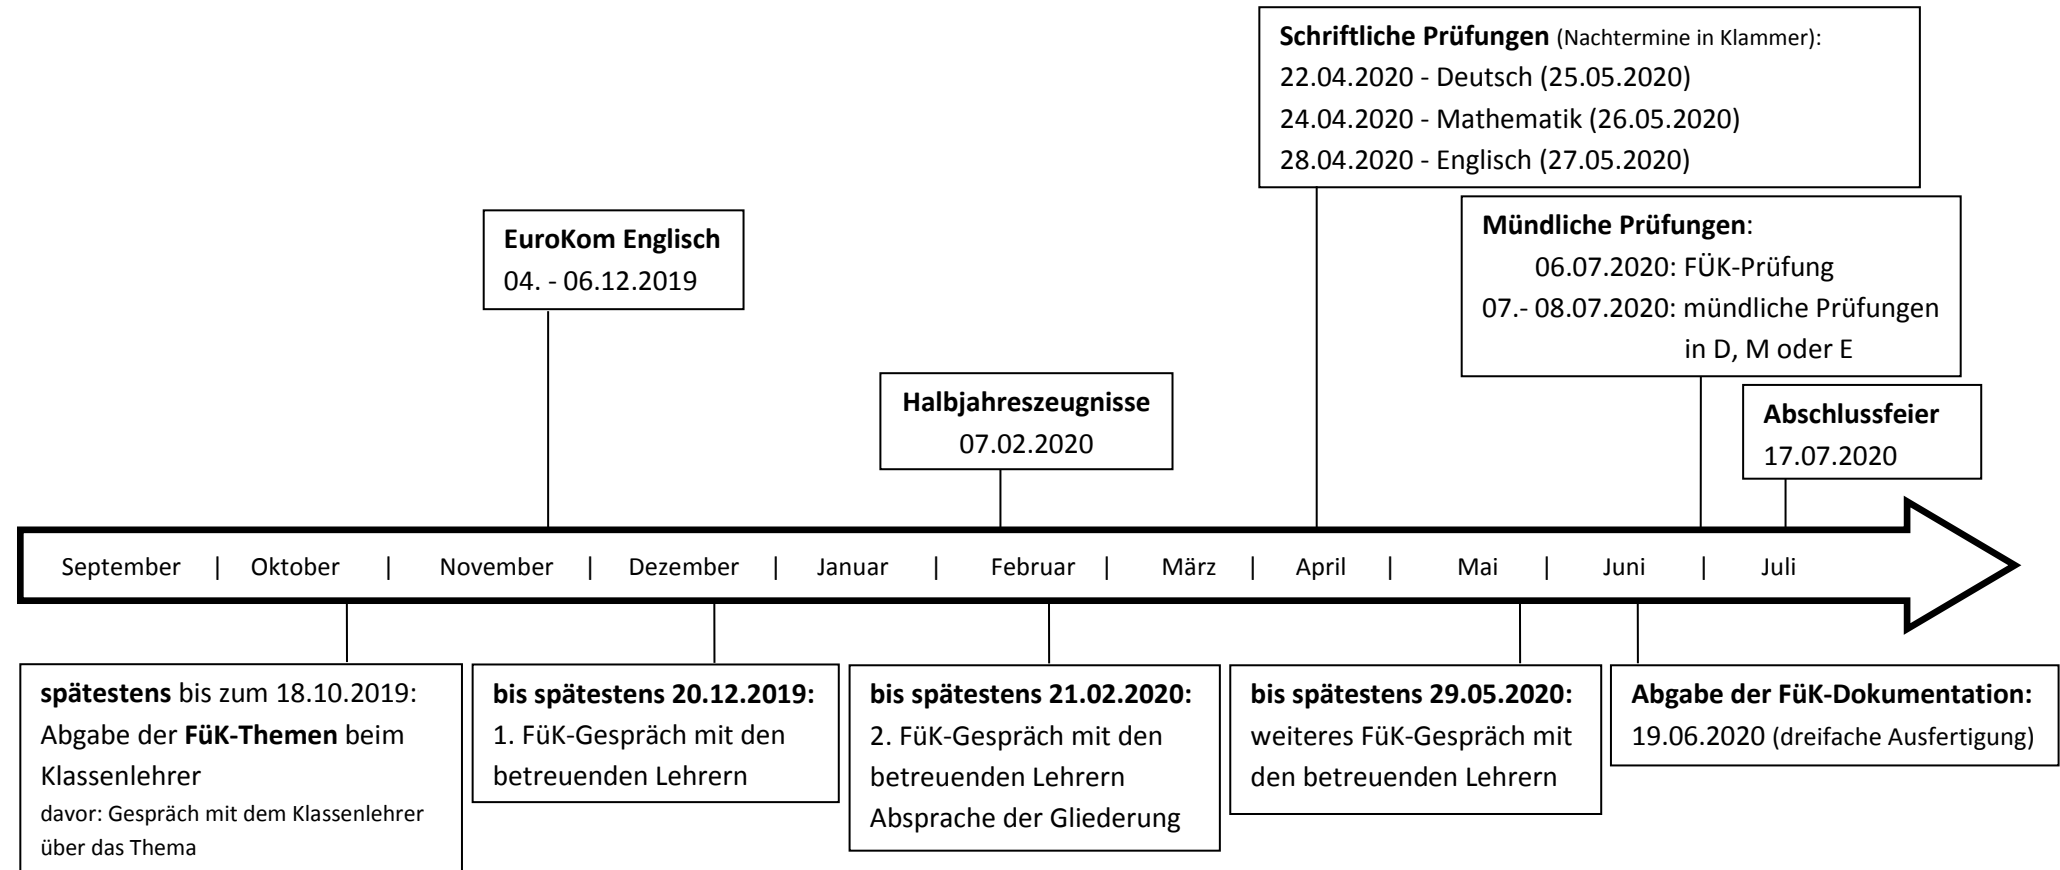 Schriftliche Prüfungen (Nachtermine in Klammer):
22.04.2020 - Deutsch (25.05.2020)
24.04.2020 - Mathematik (26.05.2020)
28.04.2020 - Englisch (27.05.2020)
EuroKom Englisch
04. - 06.12.2019
Mündliche Prüfungen:
06.07.2020: FÜK-Prüfung
07.- 08.07.2020: mündliche Prüfungen
in D, M oder E
Halbjahreszeugnisse
07.02.2020
Abschlussfeier
17.07.2020
September | Oktober | November | Dezember | Januar | Februar | März | April | Mai | Juni | Juli
spätestens bis zum 18.10.2019:
Abgabe der FüK-Themen beim
Klassenlehrer
davor: Gespräch mit dem Klassenlehrer
über das Thema
bis spätestens 20.12.2019:
1. FüK-Gespräch mit den
betreuenden Lehrern
bis spätestens 21.02.2020:
2. FüK-Gespräch mit den
betreuenden Lehrern
Absprache der Gliederung
bis spätestens 29.05.2020:
weiteres FüK-Gespräch mit
den betreuenden Lehrern
Abgabe der FüK-Dokumentation:
19.06.2020 (dreifache Ausfertigung)